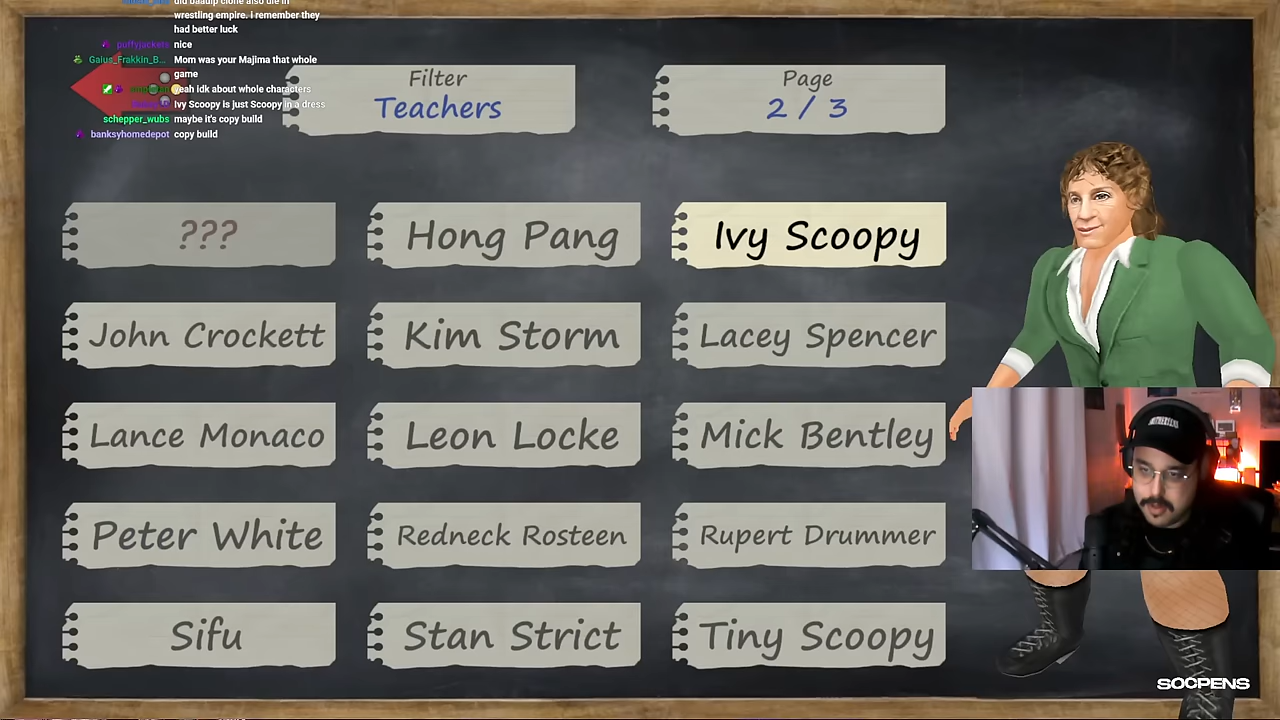 did baadip clone also die in
wrestling empire. I remember they
had better luck
puffyjackets nice
Gaius_Frakkin_B... Mom was your Majima that whole
game
yeah idk about whole characters
Ivy Scoopy is just Scoopy in a dress
schepper_wubs maybe it's copy build
banksyhomedepot copy build
Filter
Teachers
Page
2 / 3
???
Hong Pang
Ivy Scoopy
John Crockett
Kim Storm
Lacey Spencer
Lance Monaco
Leon Locke
Mick Bentley
Peter White
Redneck Rosteen
Rupert Drummer
Sifu
Stan Strict
Tiny Scoopy
SOCPENS